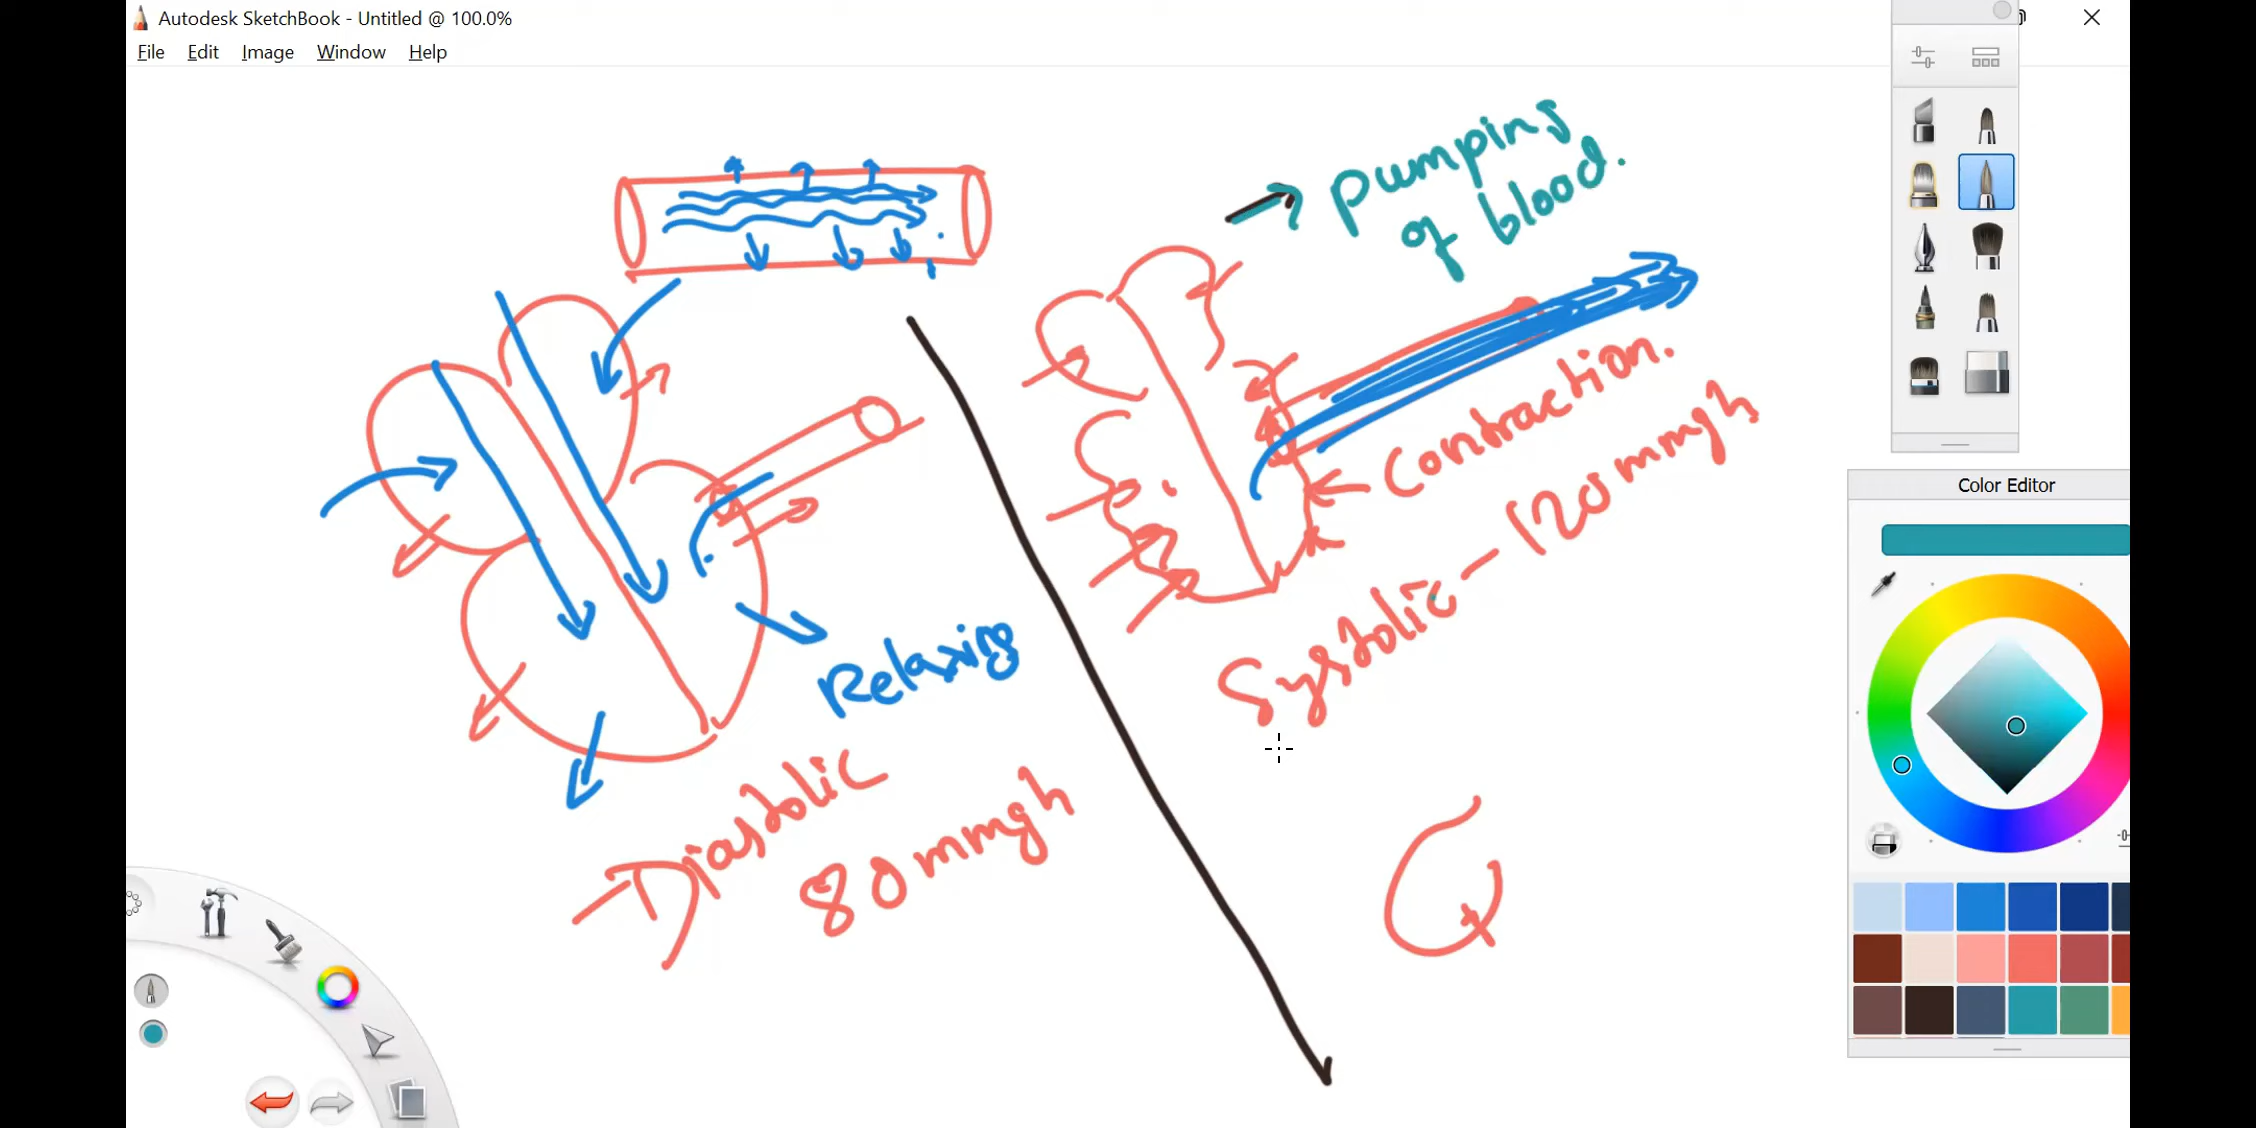 Autodesk SketchBook - Untitled @ 100.0%
File Edit Image Window Help
pumping
of blood.
Contraction.
Systolic - 120 mmgh
Relaxing
Diastolic
80 mmgh
Color Editor